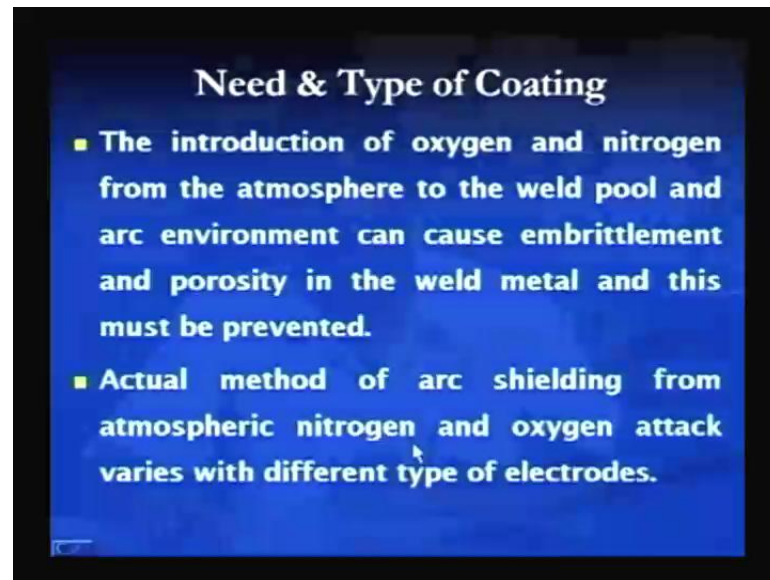 Need & Type of Coating
The introduction of oxygen and nitrogen
from the atmosphere to the weld pool and
arc environment can cause embrittlement
and porosity in the weld metal and this
must be prevented.
Actual method of arc shielding from
atmospheric nitrogen and oxygen attack
varies with different type of electrodes.